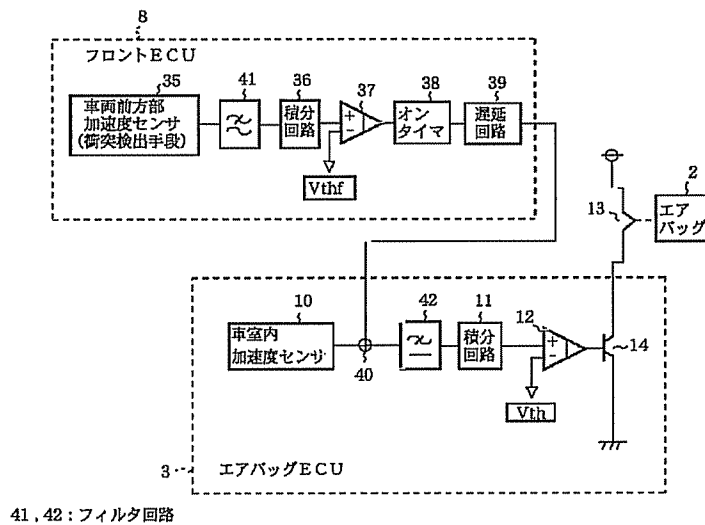 8
フロントECU
35
41
36
37
38
39
車両前方部
加速度センサ
(衝突検出手段)
積分
回路
+
-
オン
タイマ
遅延
回路
Vthf
2
13
エア
バッグ
10
42
11
12
車室内
加速度センサ
40
積分
回路
+
-
14
Vth
3
エアバッグECU
41,42:フィルタ回路